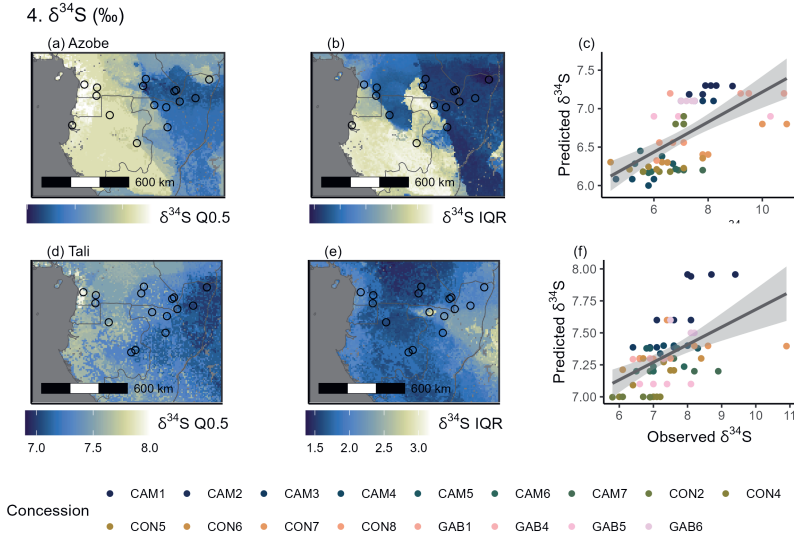 4. δ³⁴S (‰)
(a) Azobe
(b)
(c)
600 km
600 km
δ³⁴S Q0.5
δ³⁴S IQR
Predicted δ³⁴S
7.5
7.0
6.5
6.0
6
8
10
(d) Tali
(e)
(f)
600 km
600 km
δ³⁴S Q0.5
δ³⁴S IQR
7.0
7.5
8.0
1.5
2.0
2.5
3.0
Predicted δ³⁴S
8.00
7.75
7.50
7.25
7.00
6
7
8
9
10
11
Observed δ³⁴S
Concession
CAM1 CAM2 CAM3 CAM4 CAM5 CAM6 CAM7 CON2 CON4
CON5 CON6 CON7 CON8 GAB1 GAB4 GAB5 GAB6